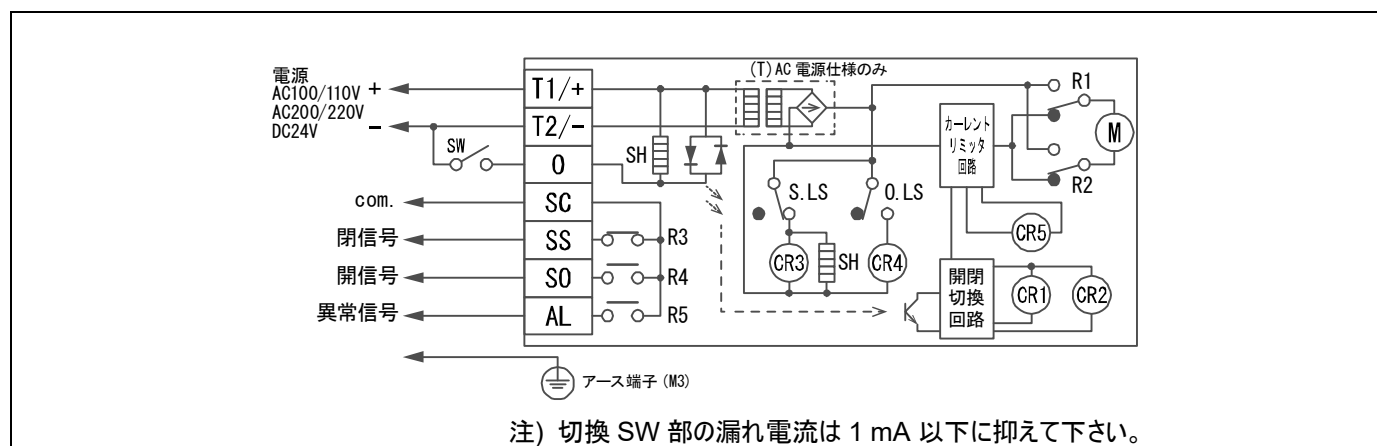 (T)AC 電源仕様のみ
電源
AC100/110V
AC200/220V
DC24V
+
−
T1/+
T2/−
O
SC
SS
SO
AL
SW
com.
閉信号
開信号
異常信号
SH
R3
R4
R5
S.LS
O.LS
CR3
SH
CR4
カーレント
リミッタ
回路
R1
M
R2
CR5
開閉
切換
回路
CR1
CR2
アース端子 (M3)
注) 切換 SW 部の漏れ電流は 1 mA 以下に抑えて下さい。